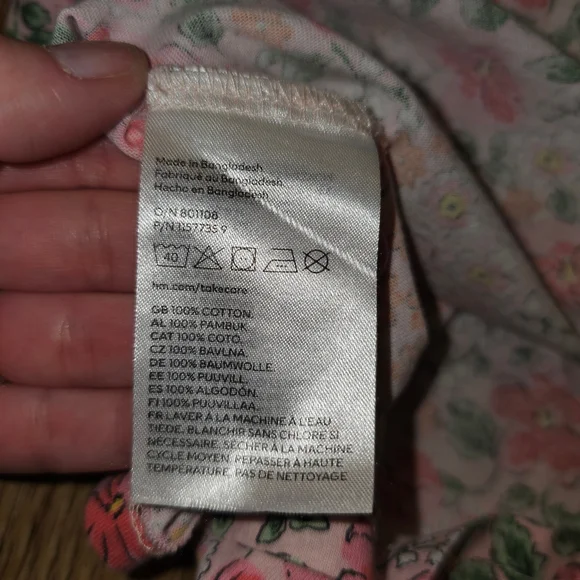 Made in Bangladesh
Fabriqué au Bangladesh
Hecho en Bangladesh
O/N 801108
P/N 1157735 9
40
hm.com/takecare
GB 100% COTTON.
AL 100% PAMBUK.
CAT 100% COTÓ.
CZ 100% BAVLNA.
DE 100% BAUMWOLLE.
EE 100% PUUVILL.
ES 100% ALGODÓN.
FI 100% PUUVILLAA.
FR LAVER À LA MACHINE À L'EAU
TIÈDE. BLANCHIR SANS CHLORE SI
NÉCESSAIRE. SÉCHER À LA MACHINE
CYCLE MOYEN. REPASSER À HAUTE
TEMPÉRATURE. PAS DE NETTOYAGE